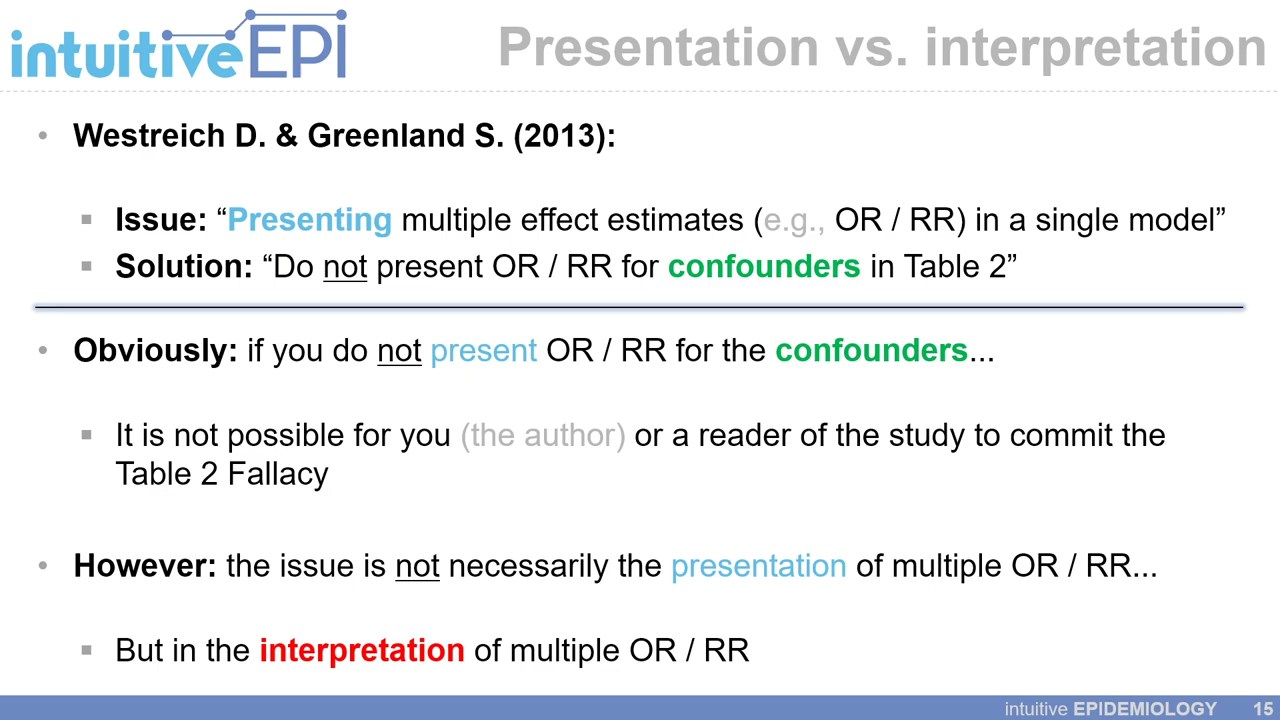 intuitiveEPI
Presentation vs. interpretation
• Westreich D. & Greenland S. (2013):
▪ Issue: “Presenting multiple effect estimates (e.g., OR / RR) in a single model”
▪ Solution: “Do not present OR / RR for confounders in Table 2”
• Obviously: if you do not present OR / RR for the confounders...
▪ It is not possible for you (the author) or a reader of the study to commit the
Table 2 Fallacy
• However: the issue is not necessarily the presentation of multiple OR / RR...
▪ But in the interpretation of multiple OR / RR
intuitive EPIDEMIOLOGY 15